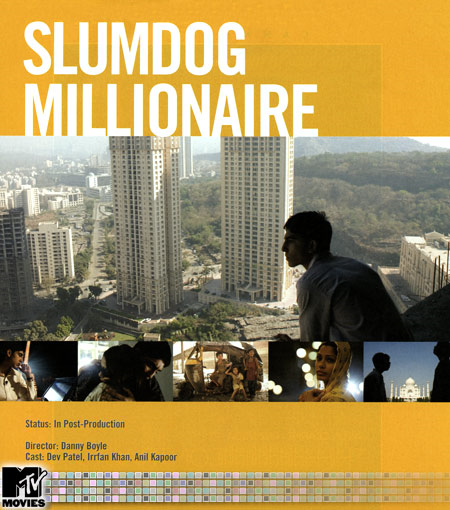 SLUMDOG
MILLIONAIRE
Status: In Post-Production
Director: Danny Boyle
Cast: Dev Patel, Irrfan Khan, Anil Kapoor
MTV
MOVIES